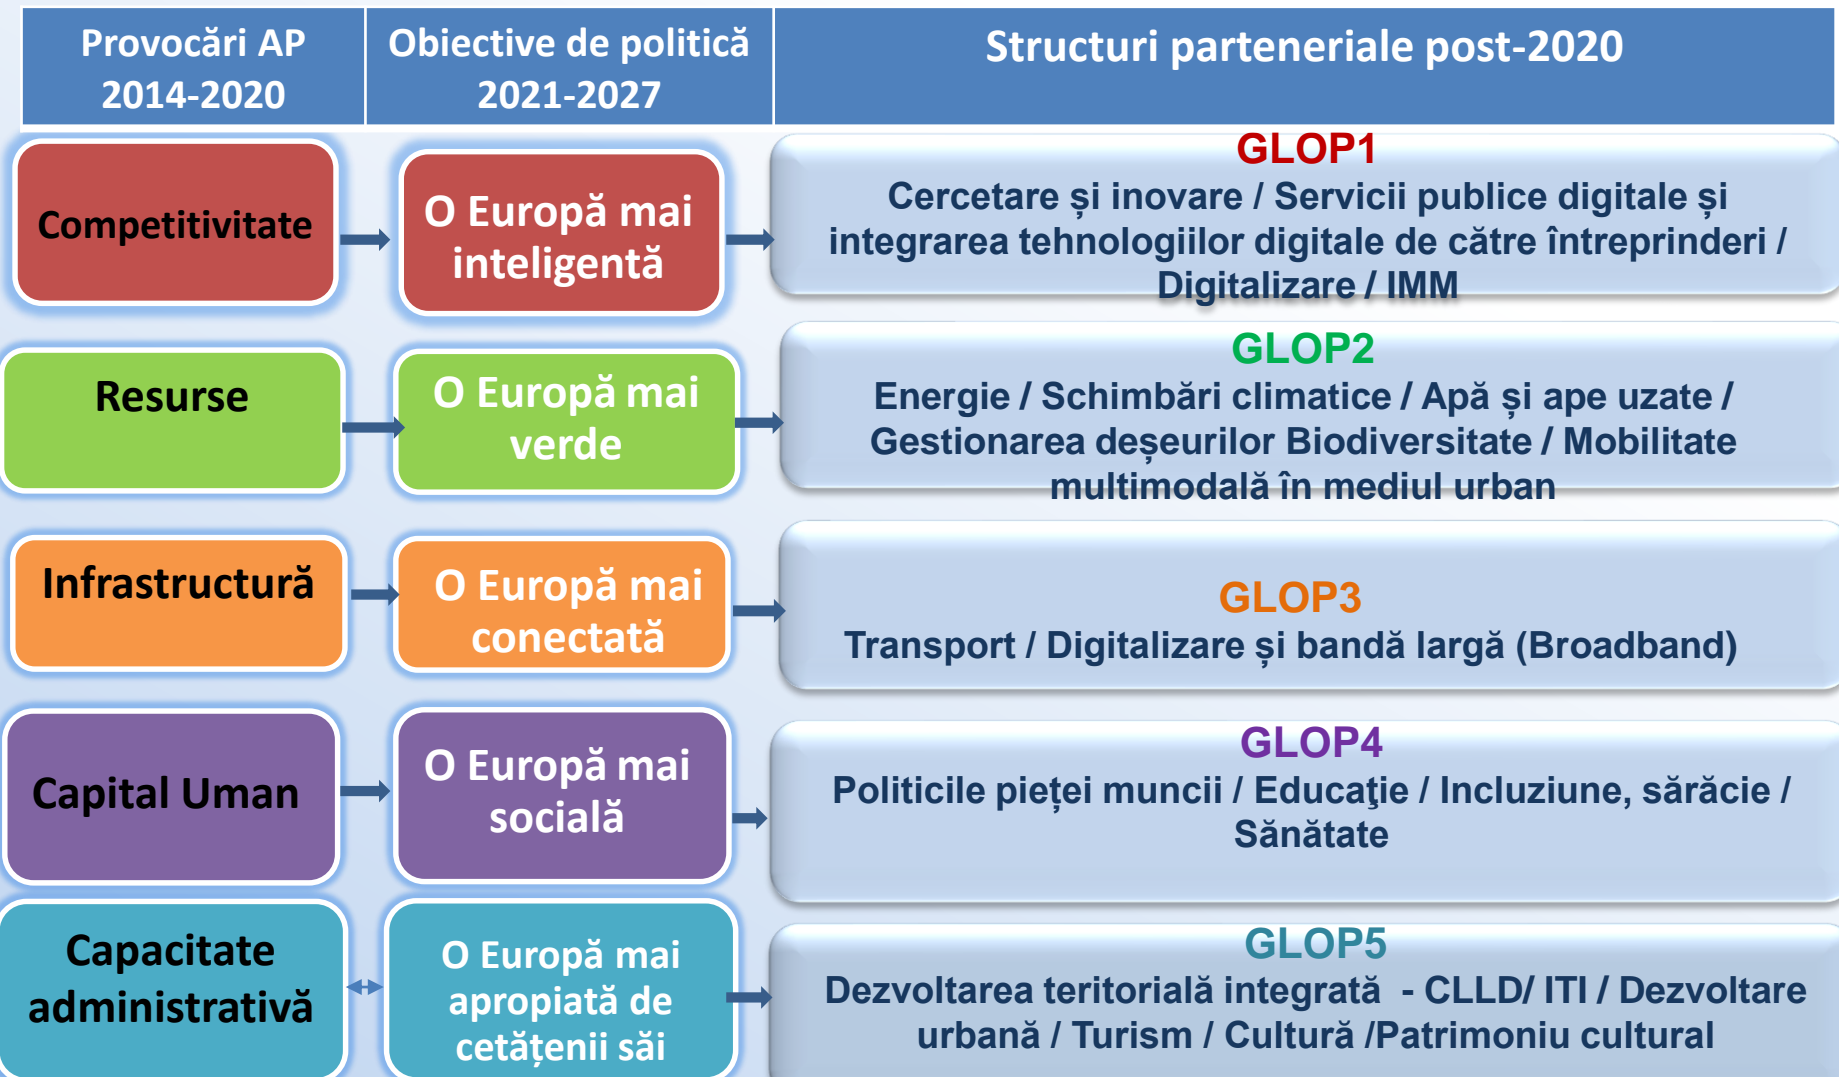 Provocări AP
2014-2020
Obiective de politică
2021-2027
Structuri parteneriale post-2020
Competitivitate
O Europă mai
inteligentă
GLOP1
Cercetare și inovare / Servicii publice digitale și
integrarea tehnologiilor digitale de către întreprinderi /
Digitalizare / IMM
Resurse
O Europă mai
verde
GLOP2
Energie / Schimbări climatice / Apă și ape uzate /
Gestionarea deșeurilor Biodiversitate / Mobilitate
multimodală în mediul urban
Infrastructură
O Europă mai
conectată
GLOP3
Transport / Digitalizare și bandă largă (Broadband)
Capital Uman
O Europă mai
socială
GLOP4
Politicile pieței muncii / Educaţie / Incluziune, sărăcie /
Sănătate
Capacitate
administrativă
O Europă mai
apropiată de
cetățenii săi
GLOP5
Dezvoltarea teritorială integrată - CLLD/ ITI / Dezvoltare
urbană / Turism / Cultură /Patrimoniu cultural